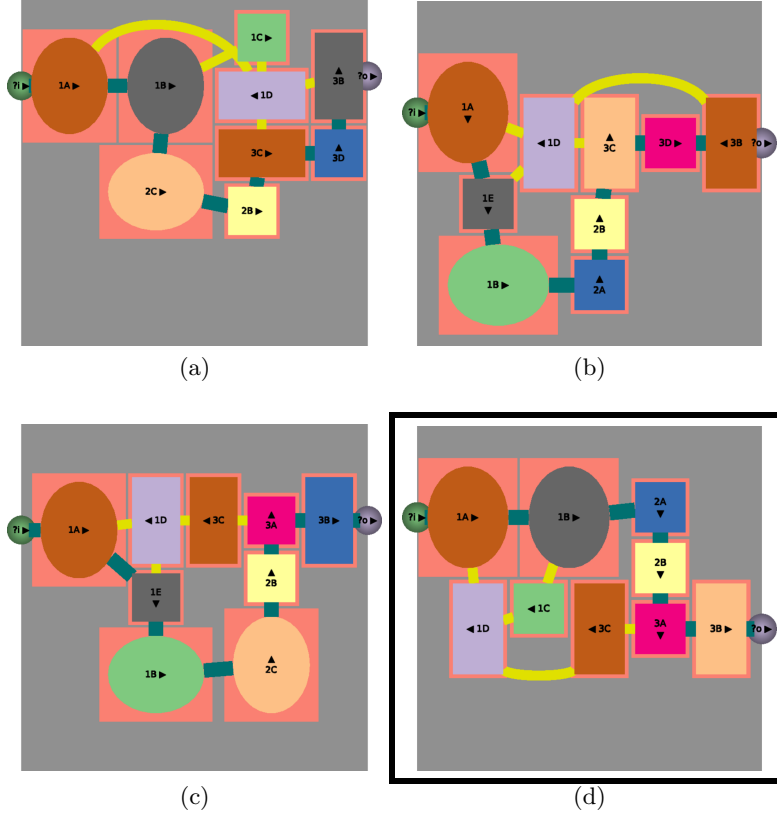 1C ▶
?i ▶ 1A ▶ 1B ▶ ◀ 1D ▲ 3B ?o ▶
3C ▶ ▲ 3D
2C ▶ 2B ▶
(a)
?i ▶ 1A ▼ ◀ 1D ▲ 3C 3D ▶ ◀ 3B ?o ▶
1E ▼ ▲ 2B
1B ▶ ▲ 2A
(b)
?i ▶ 1A ▶ ◀ 1D ◀ 3C ▲ 3A 3B ▶ ?o ▶
1E ▼ ▲ 2B
1B ▶ ▲ 2C
(c)
?i ▶ 1A ▶ 1B ▶ 2A ▼
◀ 1C 2B ▼
◀ 1D ◀ 3C 3A ▼ 3B ▶ ?o ▶
(d)